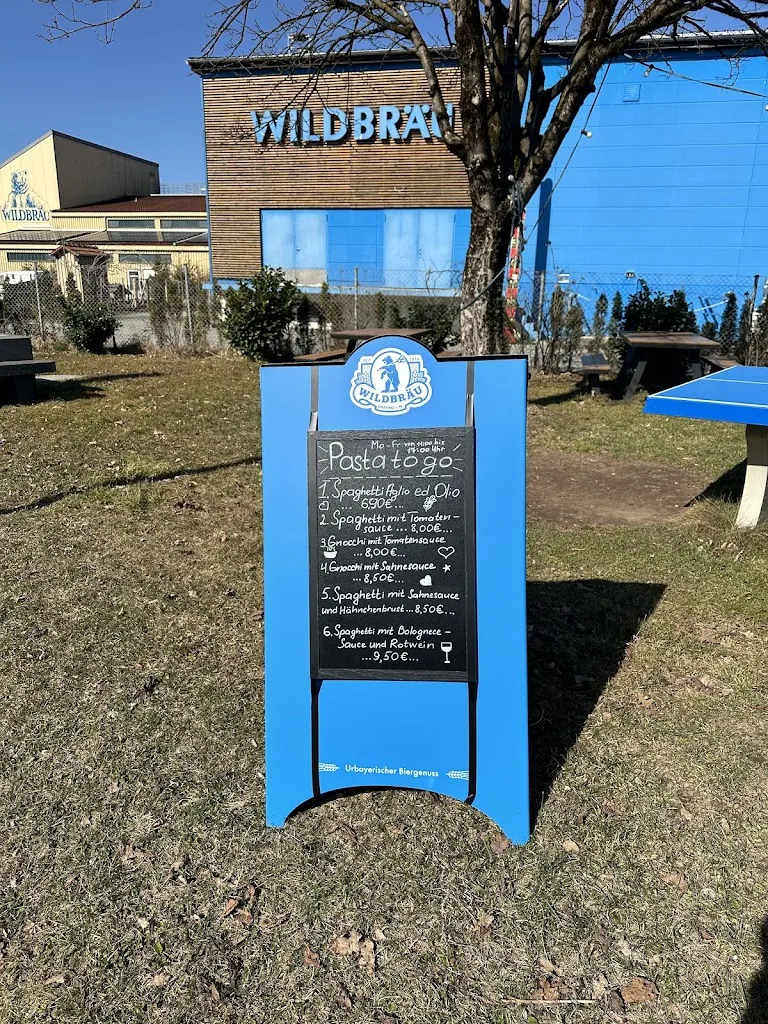 WILDBRÄU
WILDBRÄU
WILDBRÄU
Mo-Fr von 11:00 bis
17:00 Uhr
Pasta to go
1. Spaghetti Aglio ed Olio
... 6,90€...
2. Spaghetti mit Tomaten-
sauce ... 8,00€...
3. Gnocchi mit Tomatensauce
... 8,00€...
4. Gnocchi mit Sahnesauce
... 8,50€...
5. Spaghetti mit Sahnesauce
und Hähnchenbrust ... 8,50€...
6. Spaghetti mit Bolognece-
Sauce und Rotwein
... 9,50€...
Urbayerischer Biergenuss